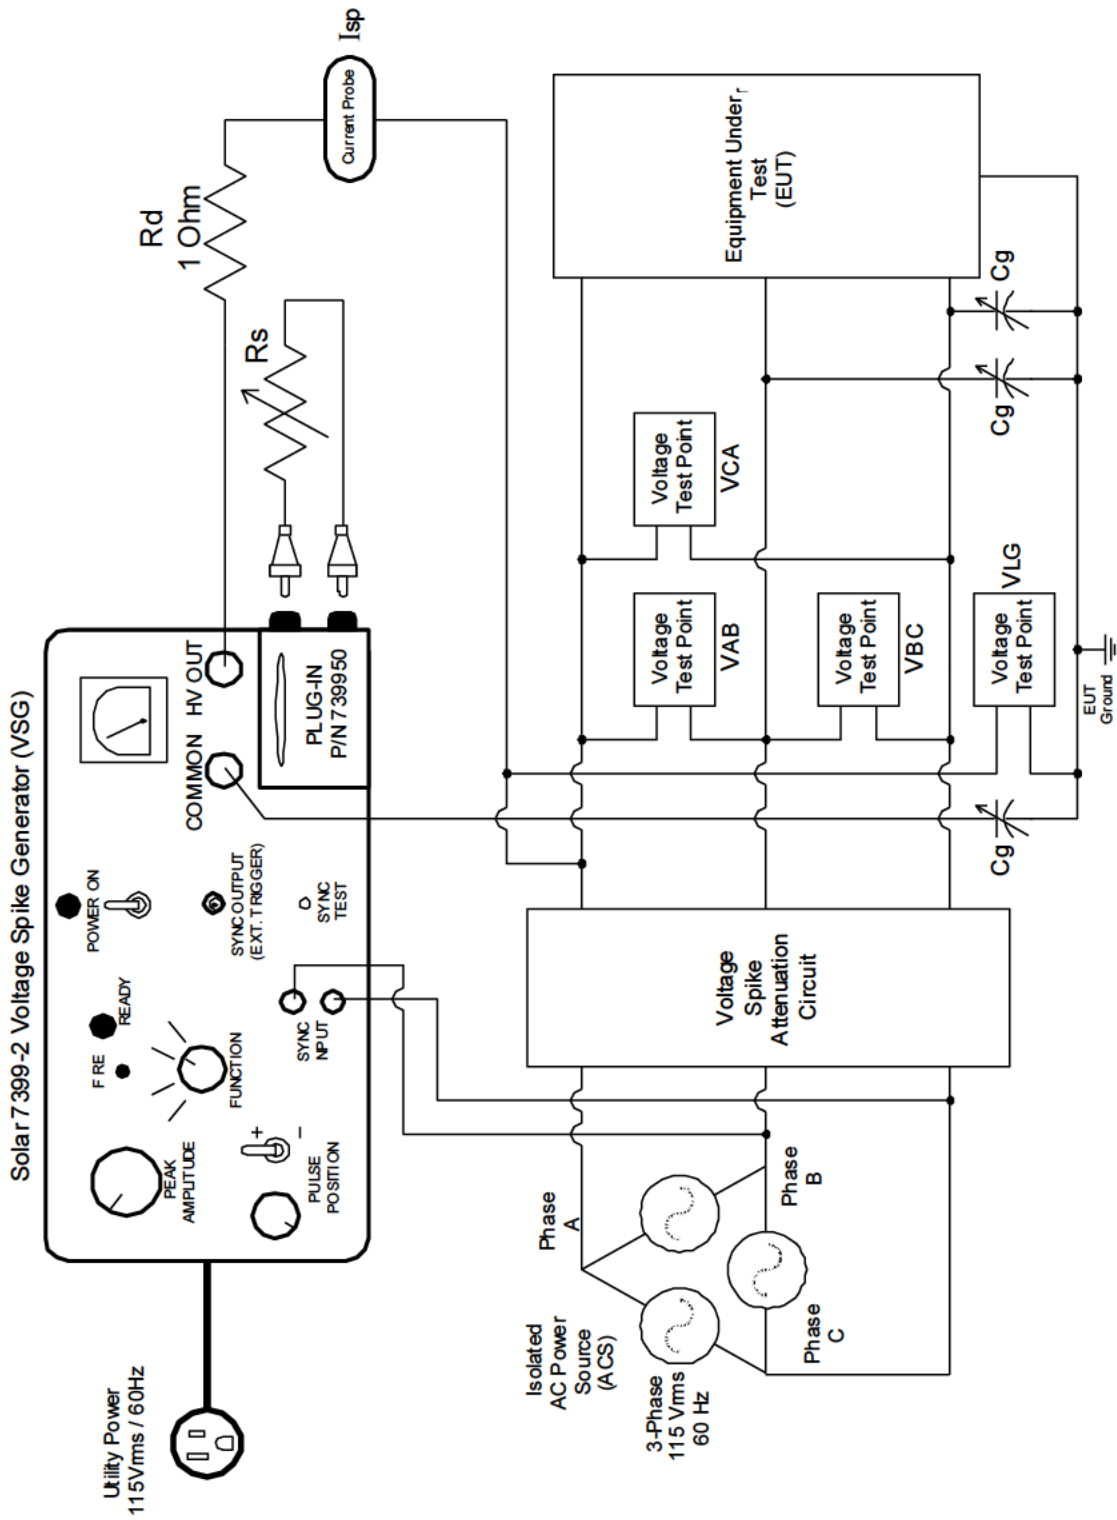 Solar 7399-2 Voltage Spike Generator (VSG)
Utility Power
115Vrms / 60Hz
PEAK
AMPLITUDE
F RE
READY
POWER ON
FUNCTION
+
–
PULSE
POSITION
SYNC
NPUT
SYNC OUTPUT
(EXT. TRIGGER)
SYNC
TEST
COMMON
HV OUT
PLUG-IN
P/N 739950
Rd
1 Ohm
Rs
Current Probe
Isp
Isolated
AC Power
Source
(ACS)
3-Phase
115 Vrms
60 Hz
Phase
A
Phase
B
Phase
C
Voltage
Spike
Attenuation
Circuit
Voltage
Test Point
VAB
Voltage
Test Point
VCA
Voltage
Test Point
VBC
Voltage
Test Point
VLG
Cg
Cg
Cg
EUT
Ground
Equipment Under
Test
(EUT)